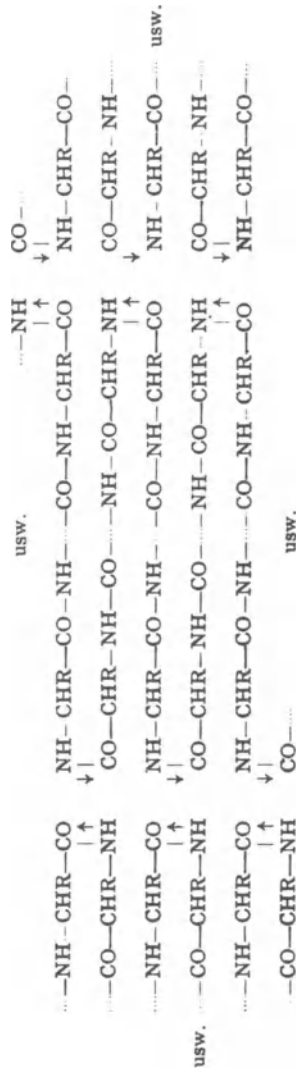 usw. ....—NH CO—....
| ↑ ↓ |
....—NH–CHR—CO NH–CHR—CO–NH—....—CO–NH–CHR—CO NH–CHR—CO—....
| ↑ ↓ | | ↑ ↓
....—CO—CHR—NH CO—CHR–NH—CO—....—NH–CO—CHR–NH CO—CHR–NH—....
....—NH–CHR—CO NH–CHR—CO–NH—....—CO–NH–CHR—CO NH–CHR—CO—.... usw.
| ↑ ↓ | | ↑ ↓ |
usw. ....—CO—CHR—NH CO—CHR–NH—CO—....—NH–CO—CHR–NH CO—CHR–NH—....
....—NH–CHR—CO NH–CHR—CO–NH—....—CO–NH–CHR—CO NH–CHR—CO—....
| ↑ ↓ |
....—CO—CHR—NH CO—.... usw.